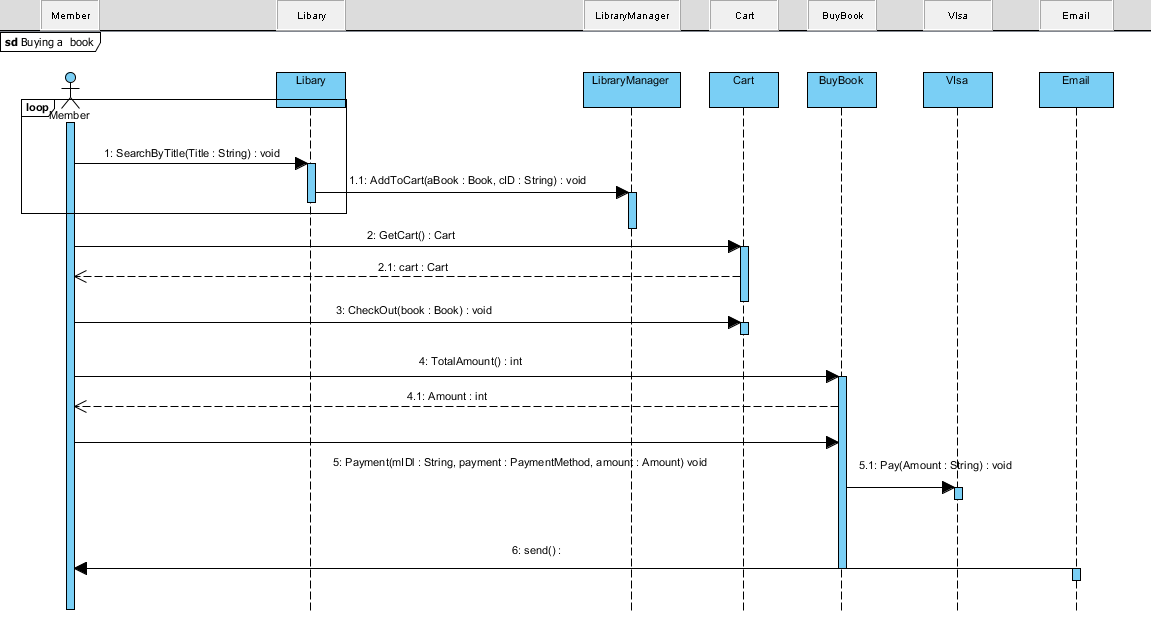 Member
Libary
LibraryManager
Cart
BuyBook
VIsa
Email
sd Buying a book
Libary
LibraryManager
Cart
BuyBook
VIsa
Email
loop
Member
1: SearchByTitle(Title : String) : void
1.1: AddToCart(aBook : Book, cID : String) : void
2: GetCart() : Cart
2.1: cart : Cart
3: CheckOut(book : Book) : void
4: TotalAmount() : int
4.1: Amount : int
5: Payment(mIDI : String, payment : PaymentMethod, amount : Amount) void
5.1: Pay(Amount : String) : void
6: send() :